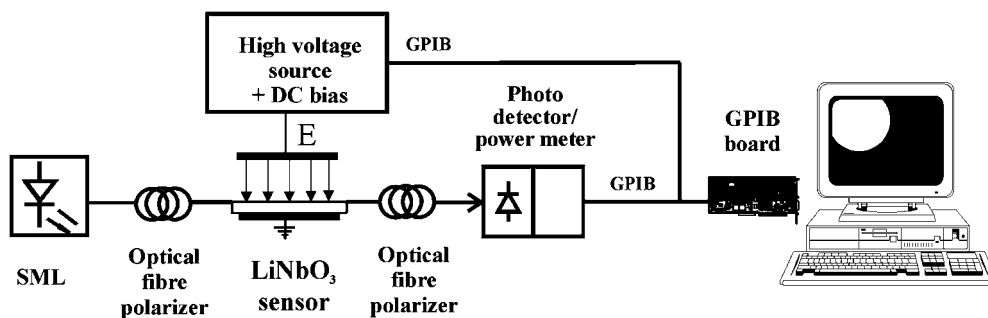 High voltage
source
+ DC bias
GPIB
E
Photo
detector/
power meter
GPIB
GPIB
board
SML
Optical
fibre
polarizer
LiNbO₃
sensor
Optical
fibre
polarizer